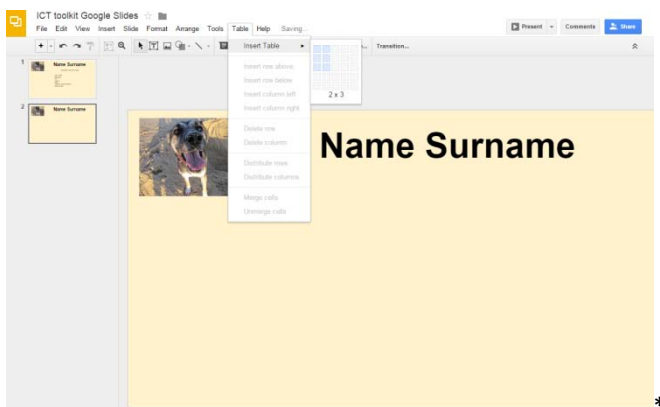 ICT toolkit Google Slides
File Edit View Insert Slide Format Arrange Tools Table Help Saving...
Present Comments Share
Insert Table
Transition...
1 Name Surname
Insert row above
Insert row below
Insert column left
Insert column right
2 x 3
2 Name Surname
Delete row
Delete column
Name Surname
Distribute rows
Distribute columns
Merge cells
Unmerge cells
*